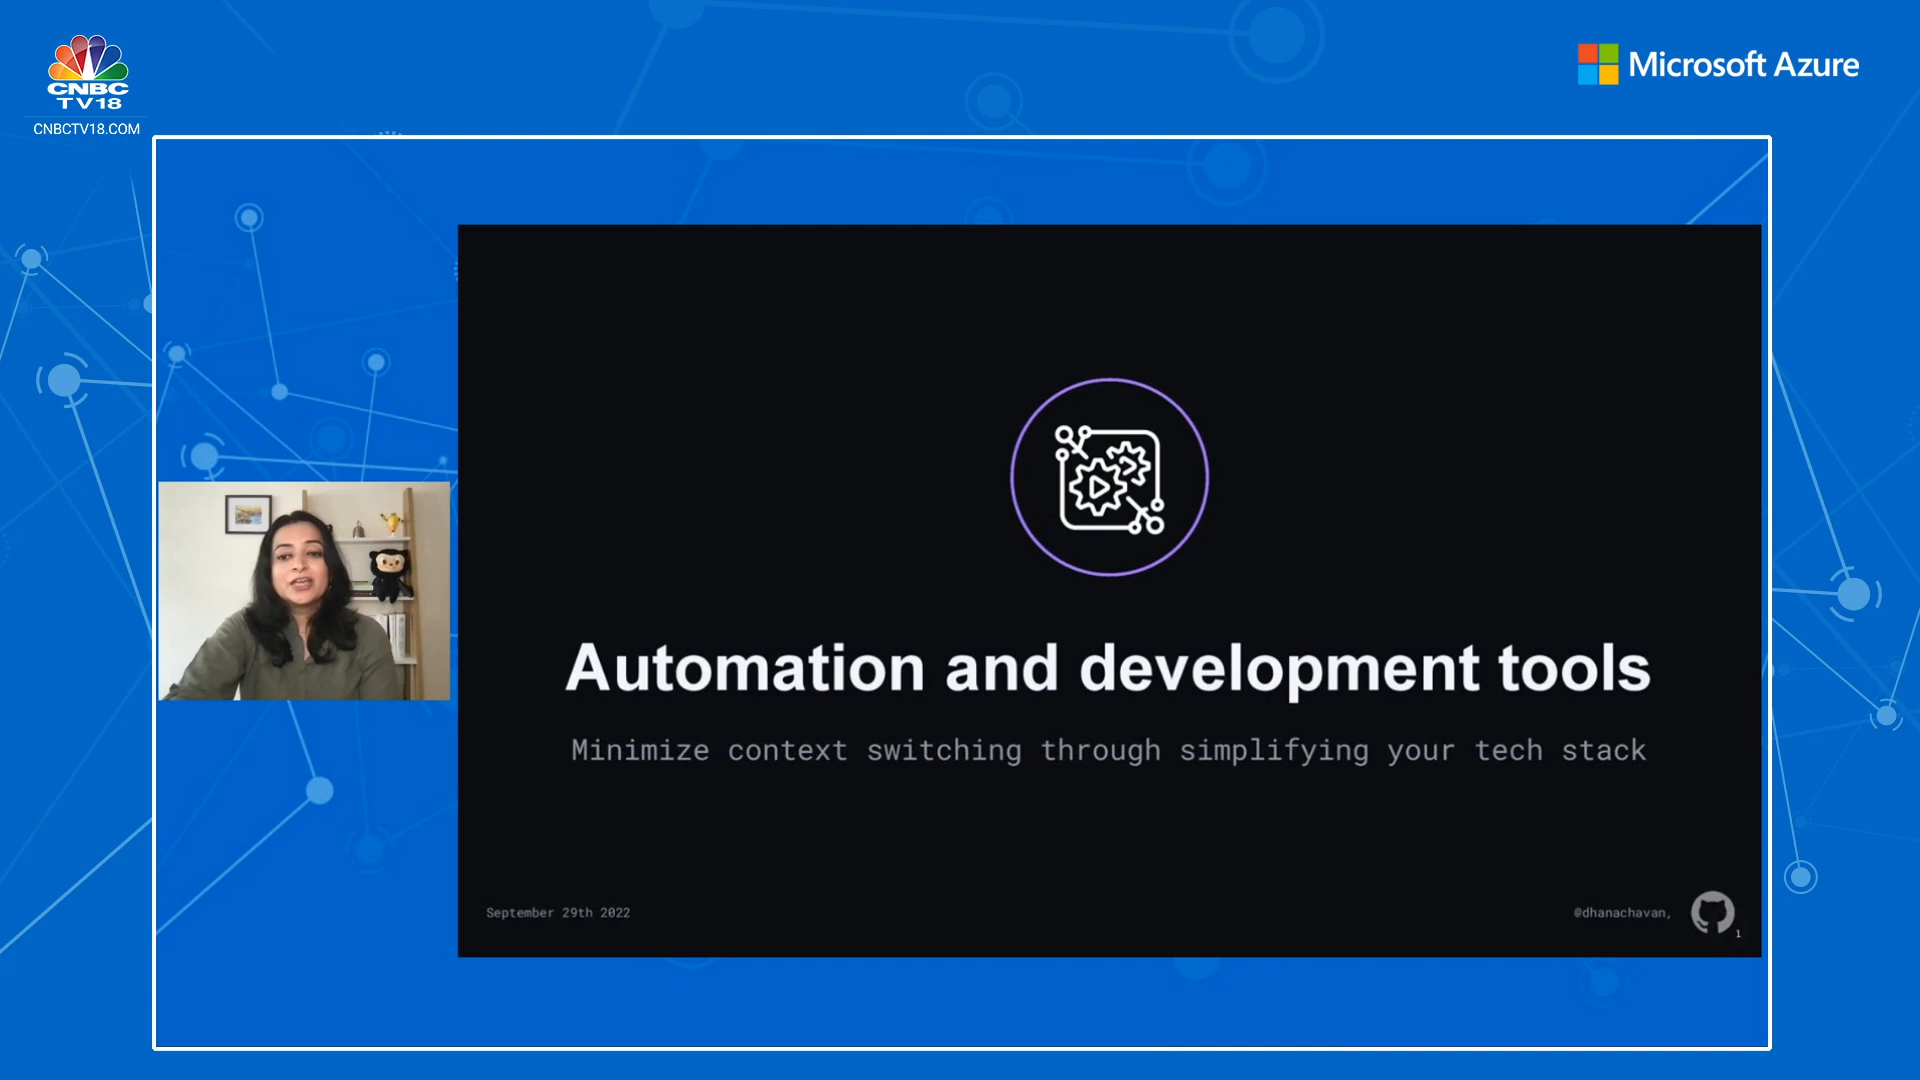 CNBC
TV18
CNBCTV18.COM
Microsoft Azure
Automation and development tools
Minimize context switching through simplifying your tech stack
September 29th 2022
@dhanachavan,
1